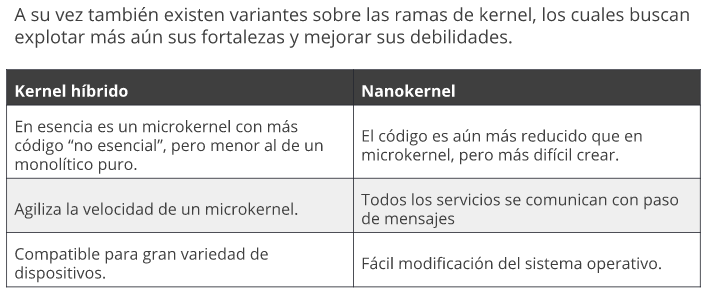 A su vez también existen variantes sobre las ramas de kernel, los cuales buscan
explotar más aún sus fortalezas y mejorar sus debilidades.
Kernel híbrido
Nanokernel
En esencia es un microkernel con más
código “no esencial”, pero menor al de un
monolítico puro.
El código es aún más reducido que en
microkernel, pero más difícil crear.
Agiliza la velocidad de un microkernel.
Todos los servicios se comunican con paso
de mensajes
Compatible para gran variedad de
dispositivos.
Fácil modificación del sistema operativo.